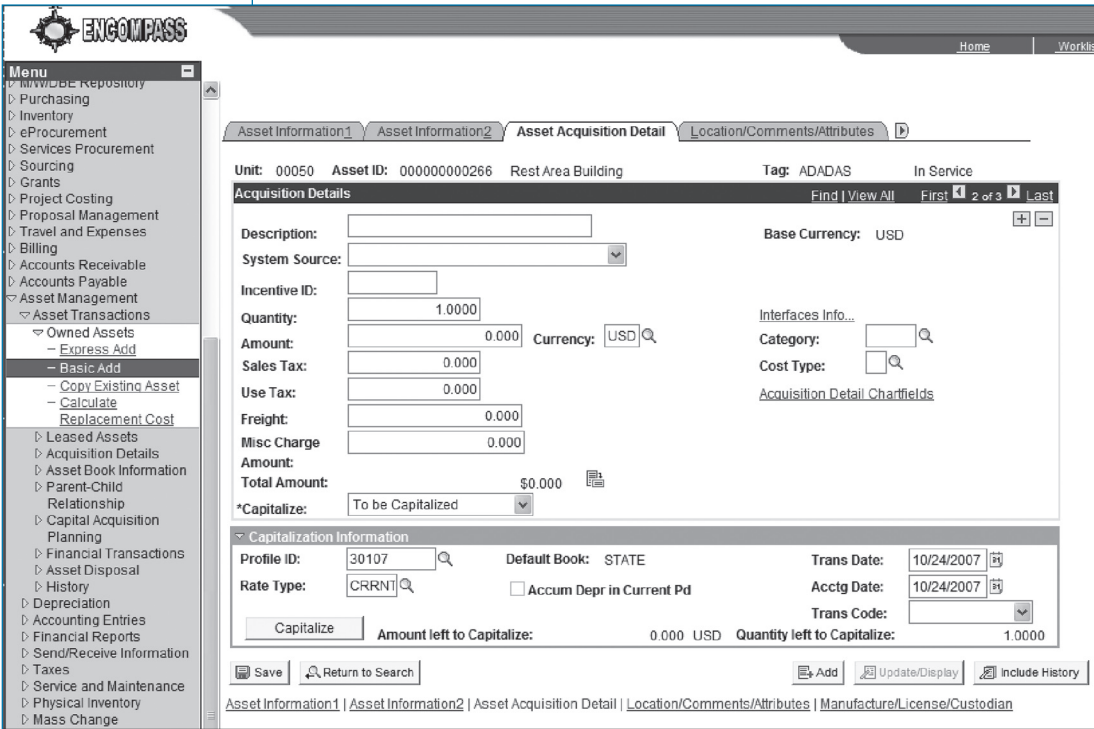 ENCOMPASS
Home
Worklis
Menu
M/W/DBE Repository
Purchasing
Inventory
eProcurement
Services Procurement
Sourcing
Grants
Project Costing
Proposal Management
Travel and Expenses
Billing
Accounts Receivable
Accounts Payable
Asset Management
Asset Transactions
Owned Assets
– Express Add
– Basic Add
– Copy Existing Asset
– Calculate
Replacement Cost
Leased Assets
Acquisition Details
Asset Book Information
Parent-Child
Relationship
Capital Acquisition
Planning
Financial Transactions
Asset Disposal
History
Depreciation
Accounting Entries
Financial Reports
Send/Receive Information
Taxes
Service and Maintenance
Physical Inventory
Mass Change
Asset Information1 Asset Information2 Asset Acquisition Detail Location/Comments/Attributes
Unit: 00050 Asset ID: 000000000266 Rest Area Building Tag: ADADAS In Service
Acquisition Details Find | View All First 2 of 3 Last
Description: Base Currency: USD
System Source:
Incentive ID:
Quantity: 1.0000 Interfaces Info...
Amount: 0.000 Currency: USD Category:
Sales Tax: 0.000 Cost Type:
Use Tax: 0.000 Acquisition Detail Chartfields
Freight: 0.000
Misc Charge 0.000
Amount:
Total Amount: $0.000
*Capitalize: To be Capitalized
Capitalization Information
Profile ID: 30107 Default Book: STATE Trans Date: 10/24/2007
Rate Type: CRRNT Accum Depr in Current Pd Acctg Date: 10/24/2007
Trans Code:
Capitalize Amount left to Capitalize: 0.000 USD Quantity left to Capitalize: 1.0000
Save Return to Search Add Update/Display Include History
Asset Information1 | Asset Information2 | Asset Acquisition Detail | Location/Comments/Attributes | Manufacture/License/Custodian